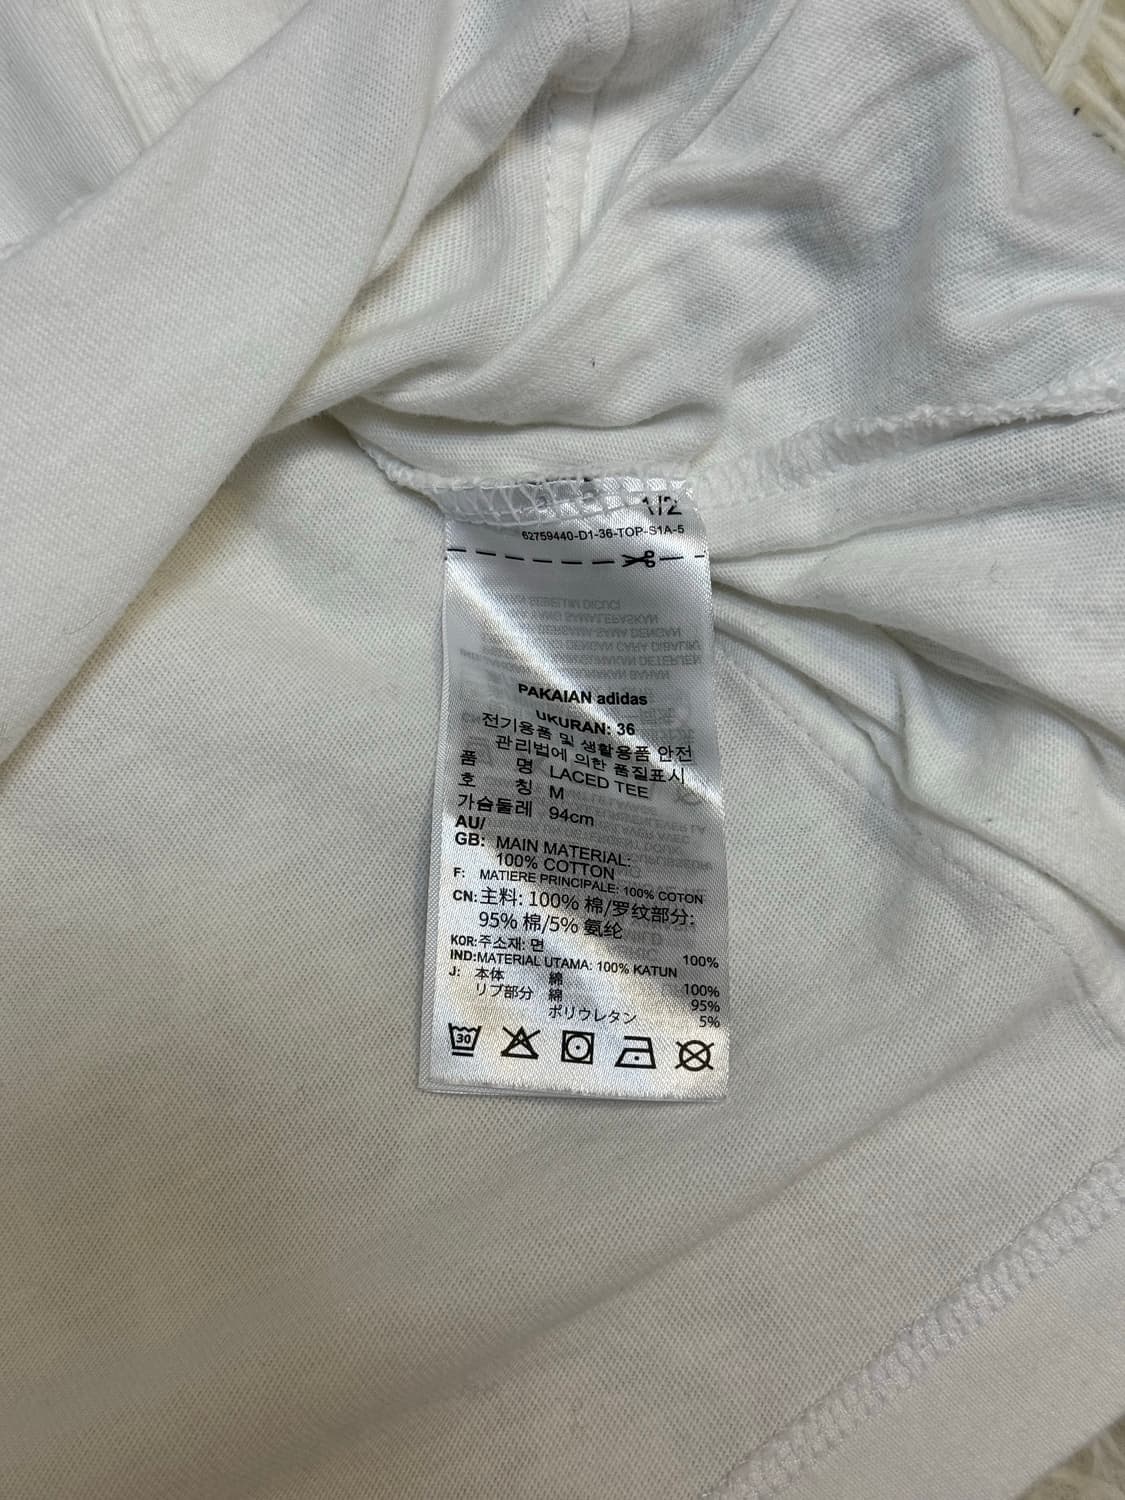 1/2
62759440-D1-36-TOP-S1A-5
PAKAIAN adidas
UKURAN: 36
전기용품 및 생활용품 안전
관리법에 의한 품질표시
품 명 LACED TEE
호 칭 M
가슴둘레 94cm
AU/
GB: MAIN MATERIAL:
100% COTTON
F: MATIERE PRINCIPALE: 100% COTON
CN: 主料: 100% 棉/罗纹部分:
95% 棉/5% 氨纶
KOR: 주소재: 면 100%
IND: MATERIAL UTAMA: 100% KATUN
J: 本体 綿 100%
リブ部分 綿 95%
ポリウレタン 5%
30